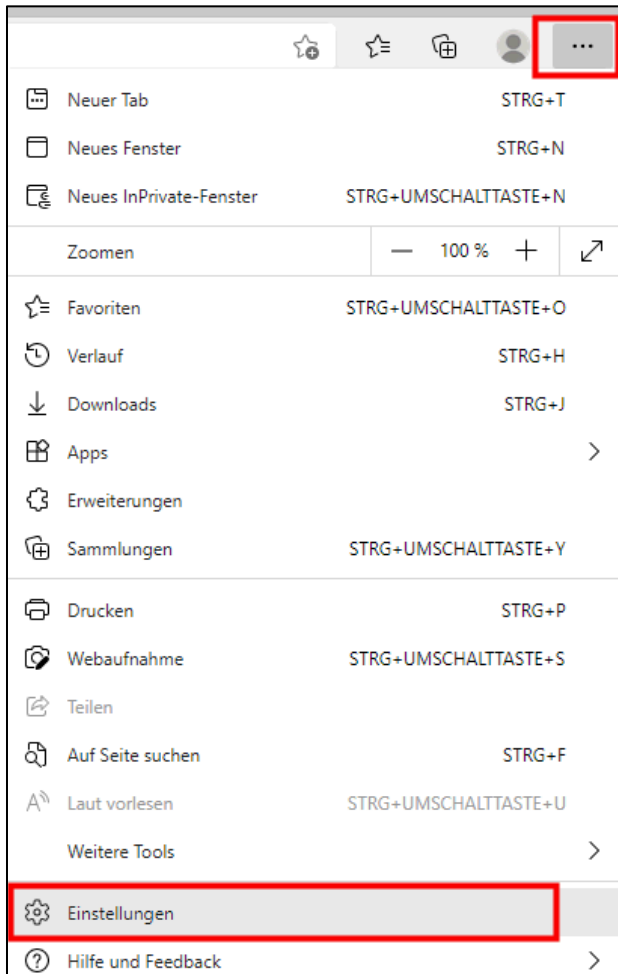 Neuer Tab STRG+T
Neues Fenster STRG+N
Neues InPrivate-Fenster STRG+UMSCHALTTASTE+N
Zoomen — 100 % +
Favoriten STRG+UMSCHALTTASTE+O
Verlauf STRG+H
Downloads STRG+J
Apps
Erweiterungen
Sammlungen STRG+UMSCHALTTASTE+Y
Drucken STRG+P
Webaufnahme STRG+UMSCHALTTASTE+S
Teilen
Auf Seite suchen STRG+F
Laut vorlesen STRG+UMSCHALTTASTE+U
Weitere Tools
Einstellungen
Hilfe und Feedback